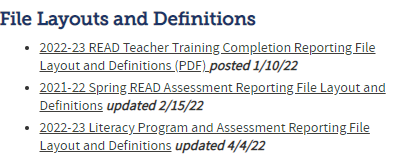 File Layouts and Definitions
• 2022-23 READ Teacher Training Completion Reporting File
Layout and Definitions (PDF) posted 1/10/22
• 2021-22 Spring READ Assessment Reporting File Layout and
Definitions updated 2/15/22
• 2022-23 Literacy Program and Assessment Reporting File
Layout and Definitions updated 4/4/22